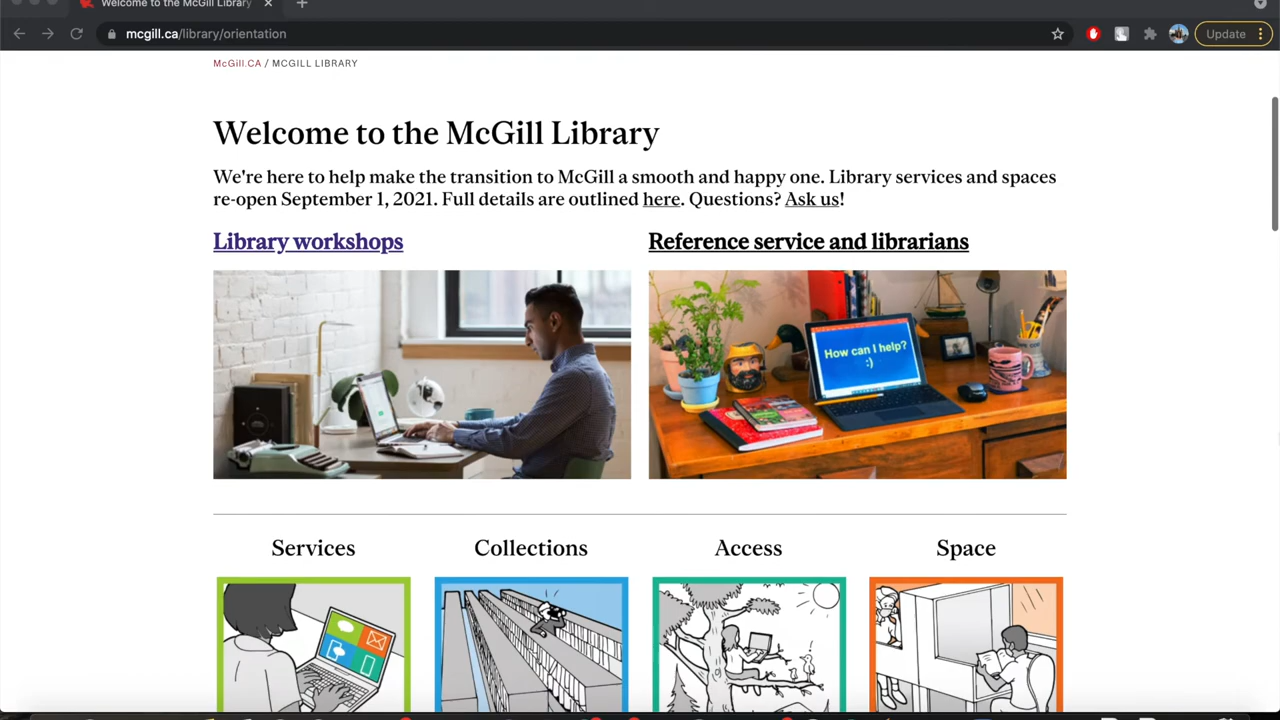 Welcome to the McGill Library
mcgill.ca/library/orientation
Update
McGill.CA / MCGILL LIBRARY
Welcome to the McGill Library
We're here to help make the transition to McGill a smooth and happy one. Library services and spaces
re-open September 1, 2021. Full details are outlined here. Questions? Ask us!
Library workshops
Reference service and librarians
How can I help?
:)
Services
Collections
Access
Space